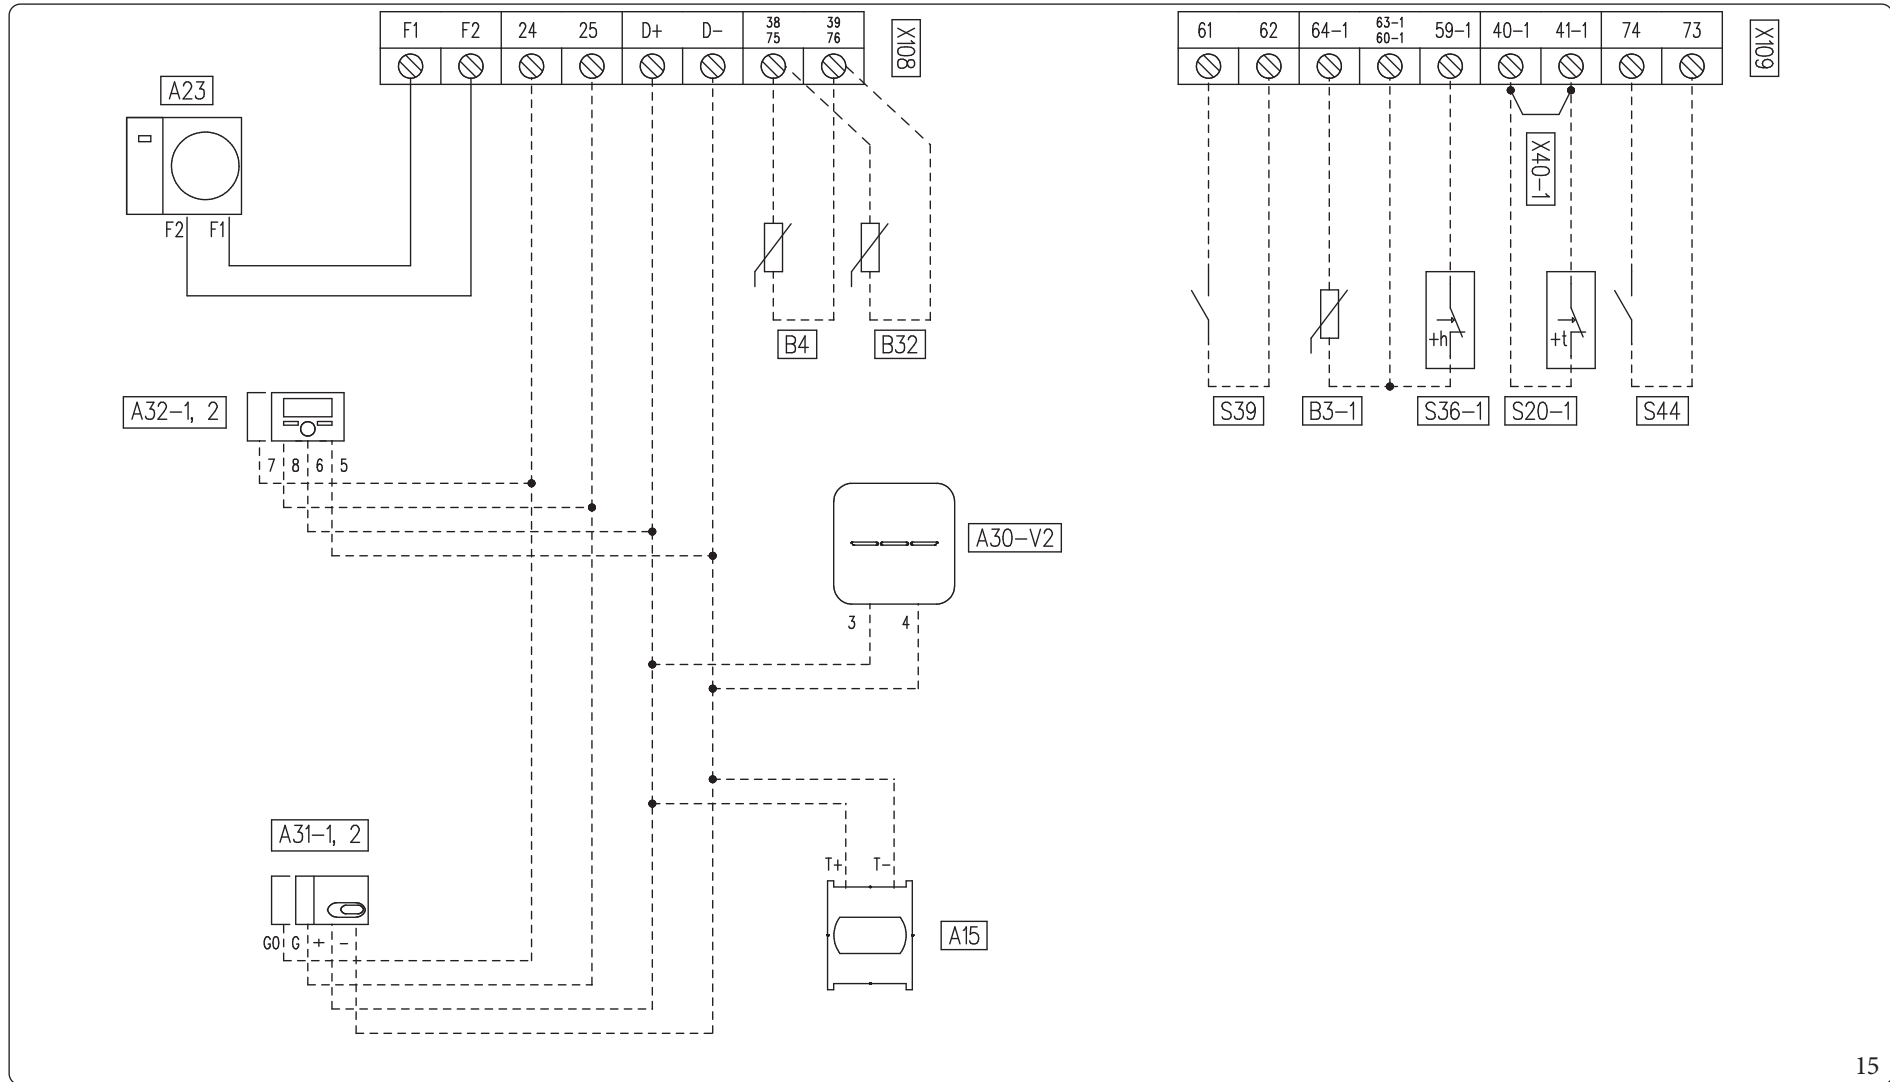 F1 F2 24 25 D+ D- 38 39
75 76
X108
61 62 64-1 63-1 59-1 40-1 41-1 74 73
60-1
X109
A23
F2 F1
X40-1
B4
B32
+h
+t
A32-1, 2
7 8 6 5
S39
B3-1
S36-1
S20-1
S44
A30-V2
3 4
A31-1, 2
G0 G + -
T+ T-
A15
15